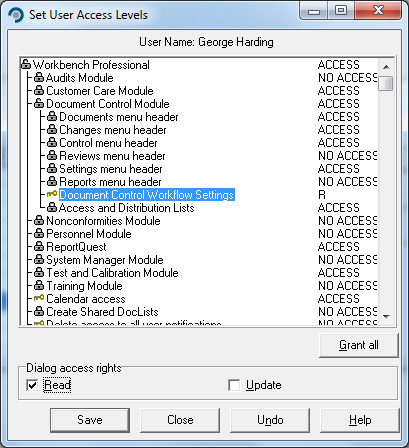 Set User Access Levels
User Name: George Harding
Workbench Professional ACCESS
Audits Module NO ACCESS
Customer Care Module ACCESS
Document Control Module ACCESS
Documents menu header ACCESS
Changes menu header ACCESS
Control menu header ACCESS
Reviews menu header NO ACCESS
Settings menu header ACCESS
Reports menu header NO ACCESS
Document Control Workflow Settings R
Access and Distribution Lists ACCESS
Nonconformities Module NO ACCESS
Personnel Module NO ACCESS
ReportQuest ACCESS
System Manager Module NO ACCESS
Test and Calibration Module ACCESS
Training Module NO ACCESS
Calendar access ACCESS
Create Shared DocLists NO ACCESS
Delete access to all user notifications NO ACCESS
Grant all
Dialog access rights
Read Update
Save Close Undo Help